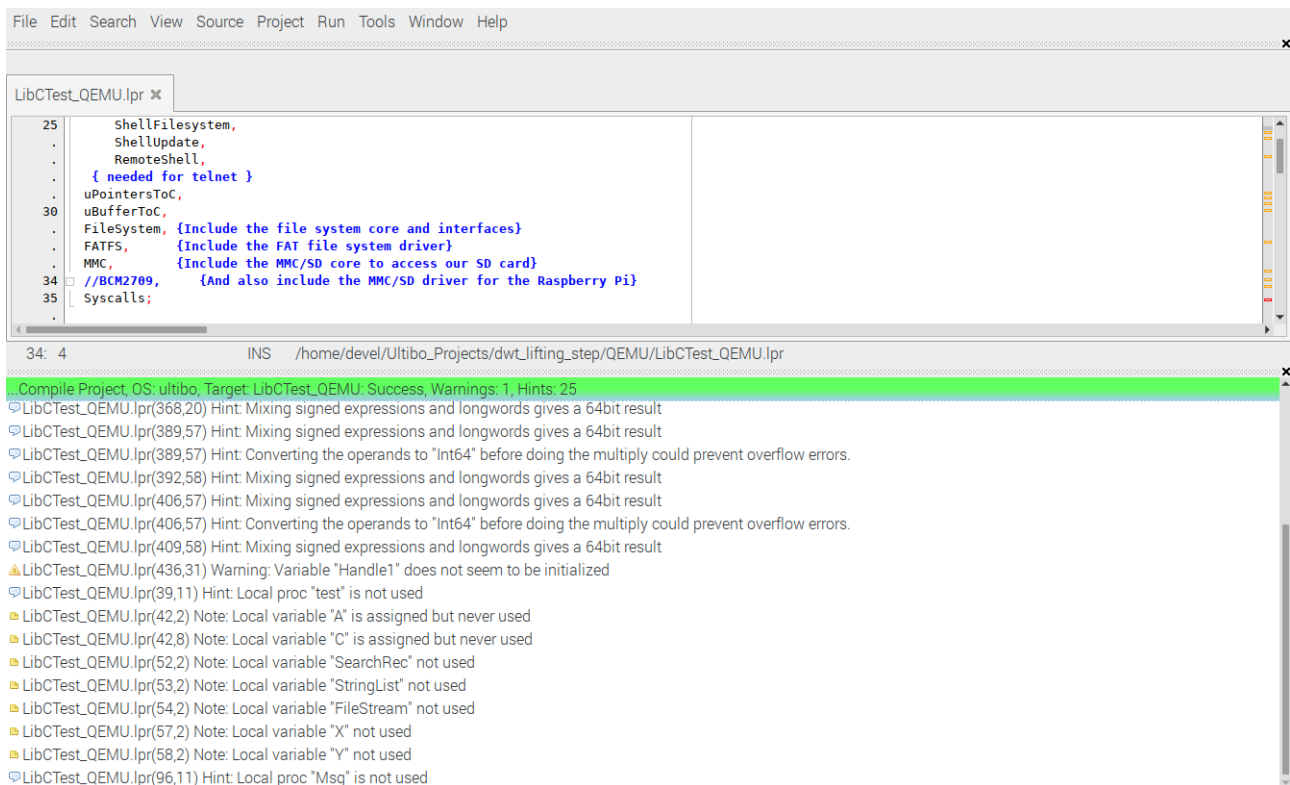 File Edit Search View Source Project Run Tools Window Help
LibCTest_QEMU.lpr
25 ShellFilesystem,
. ShellUpdate,
. RemoteShell,
. { needed for telnet }
. uPointersToC,
30 uBufferToC,
. FileSystem, {Include the file system core and interfaces}
. FATFS, {Include the FAT file system driver}
. MMC, {Include the MMC/SD core to access our SD card}
34 //BCM2709, {And also include the MMC/SD driver for the Raspberry Pi}
35 Syscalls;
.
34: 4 INS /home/devel/Ultibo_Projects/dwt_lifting_step/QEMU/LibCTest_QEMU.lpr
...Compile Project, OS: ultibo, Target: LibCTest_QEMU: Success, Warnings: 1, Hints: 25
LibCTest_QEMU.lpr(368,20) Hint: Mixing signed expressions and longwords gives a 64bit result
LibCTest_QEMU.lpr(389,57) Hint: Mixing signed expressions and longwords gives a 64bit result
LibCTest_QEMU.lpr(389,57) Hint: Converting the operands to "Int64" before doing the multiply could prevent overflow errors.
LibCTest_QEMU.lpr(392,58) Hint: Mixing signed expressions and longwords gives a 64bit result
LibCTest_QEMU.lpr(406,57) Hint: Mixing signed expressions and longwords gives a 64bit result
LibCTest_QEMU.lpr(406,57) Hint: Converting the operands to "Int64" before doing the multiply could prevent overflow errors.
LibCTest_QEMU.lpr(409,58) Hint: Mixing signed expressions and longwords gives a 64bit result
LibCTest_QEMU.lpr(436,31) Warning: Variable "Handle1" does not seem to be initialized
LibCTest_QEMU.lpr(39,11) Hint: Local proc "test" is not used
LibCTest_QEMU.lpr(42,2) Note: Local variable "A" is assigned but never used
LibCTest_QEMU.lpr(42,8) Note: Local variable "C" is assigned but never used
LibCTest_QEMU.lpr(52,2) Note: Local variable "SearchRec" not used
LibCTest_QEMU.lpr(53,2) Note: Local variable "StringList" not used
LibCTest_QEMU.lpr(54,2) Note: Local variable "FileStream" not used
LibCTest_QEMU.lpr(57,2) Note: Local variable "X" not used
LibCTest_QEMU.lpr(58,2) Note: Local variable "Y" not used
LibCTest_QEMU.lpr(96,11) Hint: Local proc "Msg" is not used